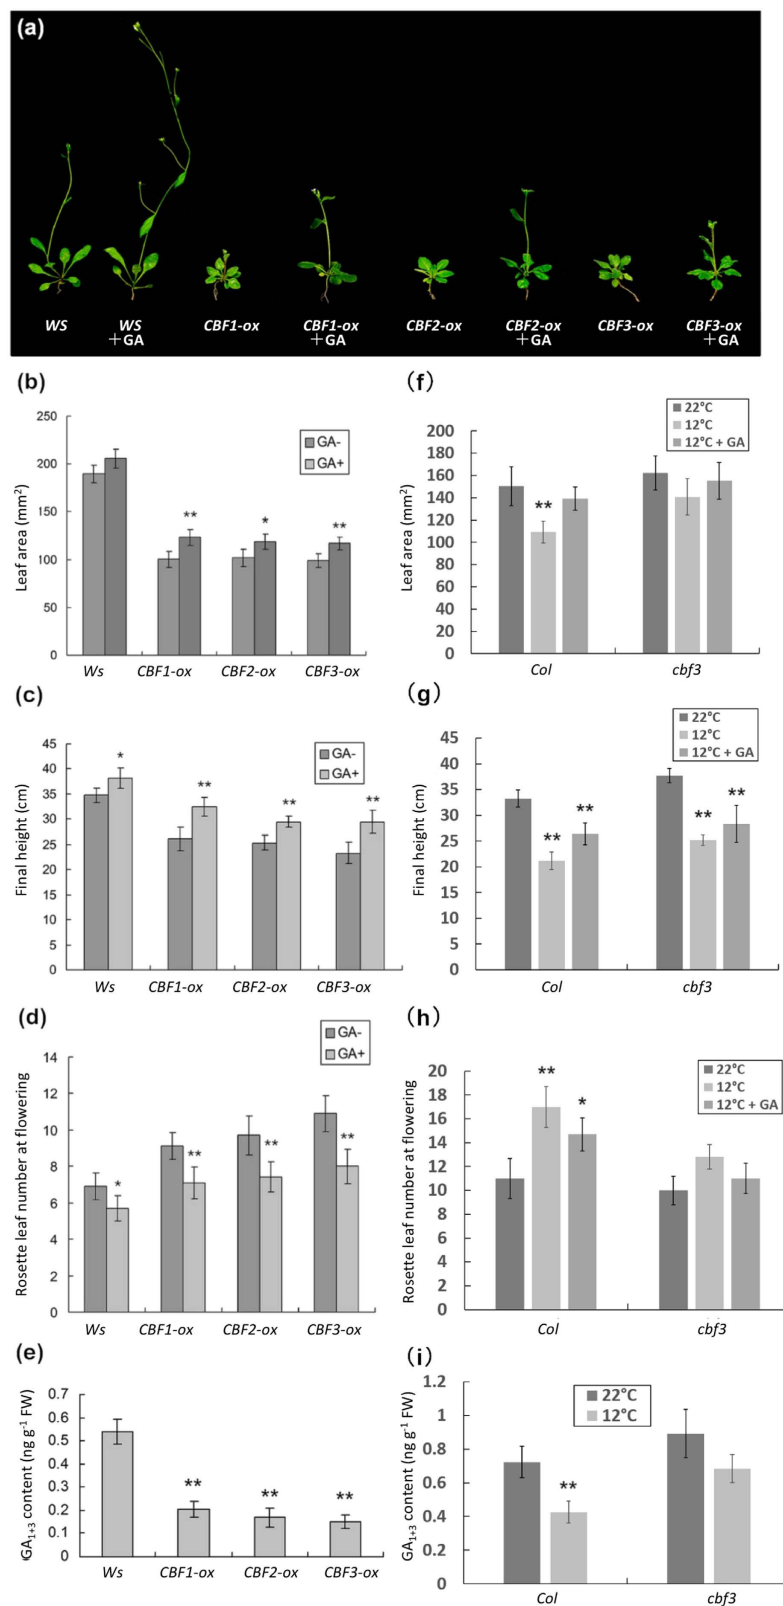 (a)
WS
WS
+GA
CBF1-ox
CBF1-ox
+GA
CBF2-ox
CBF2-ox
+GA
CBF3-ox
CBF3-ox
+GA
(b)
250
200
150
100
50
0
Leaf area (mm²)
GA-
GA+
**
*
**
Ws
CBF1-ox
CBF2-ox
CBF3-ox
(f)
200
180
160
140
120
100
80
60
40
20
0
Leaf area (mm²)
22°C
12°C
12°C + GA
**
Col
cbf3
(c)
45
40
35
30
25
20
15
10
5
0
Final height (cm)
GA-
GA+
*
**
**
**
Ws
CBF1-ox
CBF2-ox
CBF3-ox
(g)
45
40
35
30
25
20
15
10
5
0
Final height (cm)
22°C
12°C
12°C + GA
**
**
**
**
Col
cbf3
(d)
14
12
10
8
6
4
2
0
Rosette leaf number at flowering
GA-
GA+
*
**
**
**
Ws
CBF1-ox
CBF2-ox
CBF3-ox
(h)
20
18
16
14
12
10
8
6
4
2
0
Rosette leaf number at flowering
22°C
12°C
12°C + GA
**
*
Col
cbf3
(e)
0.7
0.6
0.5
0.4
0.3
0.2
0.1
0
GA₁₊₃ content (ng g⁻¹ FW)
**
**
**
Ws
CBF1-ox
CBF2-ox
CBF3-ox
(i)
1.2
1
0.8
0.6
0.4
0.2
0
GA₁₊₃ content (ng g⁻¹ FW)
22°C
12°C
**
Col
cbf3